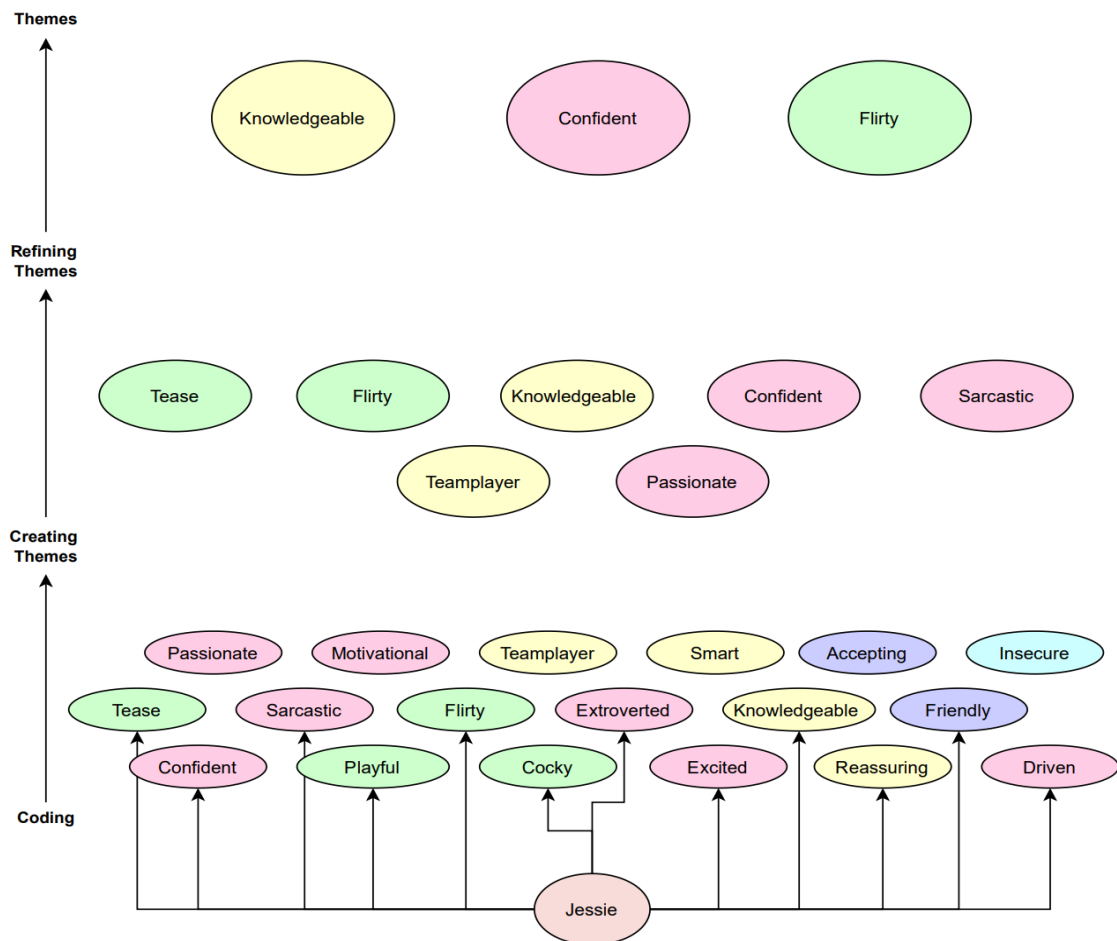 Themes
Knowledgeable
Confident
Flirty
Refining
Themes
Tease
Flirty
Knowledgeable
Confident
Sarcastic
Teamplayer
Passionate
Creating
Themes
Passionate
Motivational
Teamplayer
Smart
Accepting
Insecure
Tease
Sarcastic
Flirty
Extroverted
Knowledgeable
Friendly
Confident
Playful
Cocky
Excited
Reassuring
Driven
Coding
Jessie